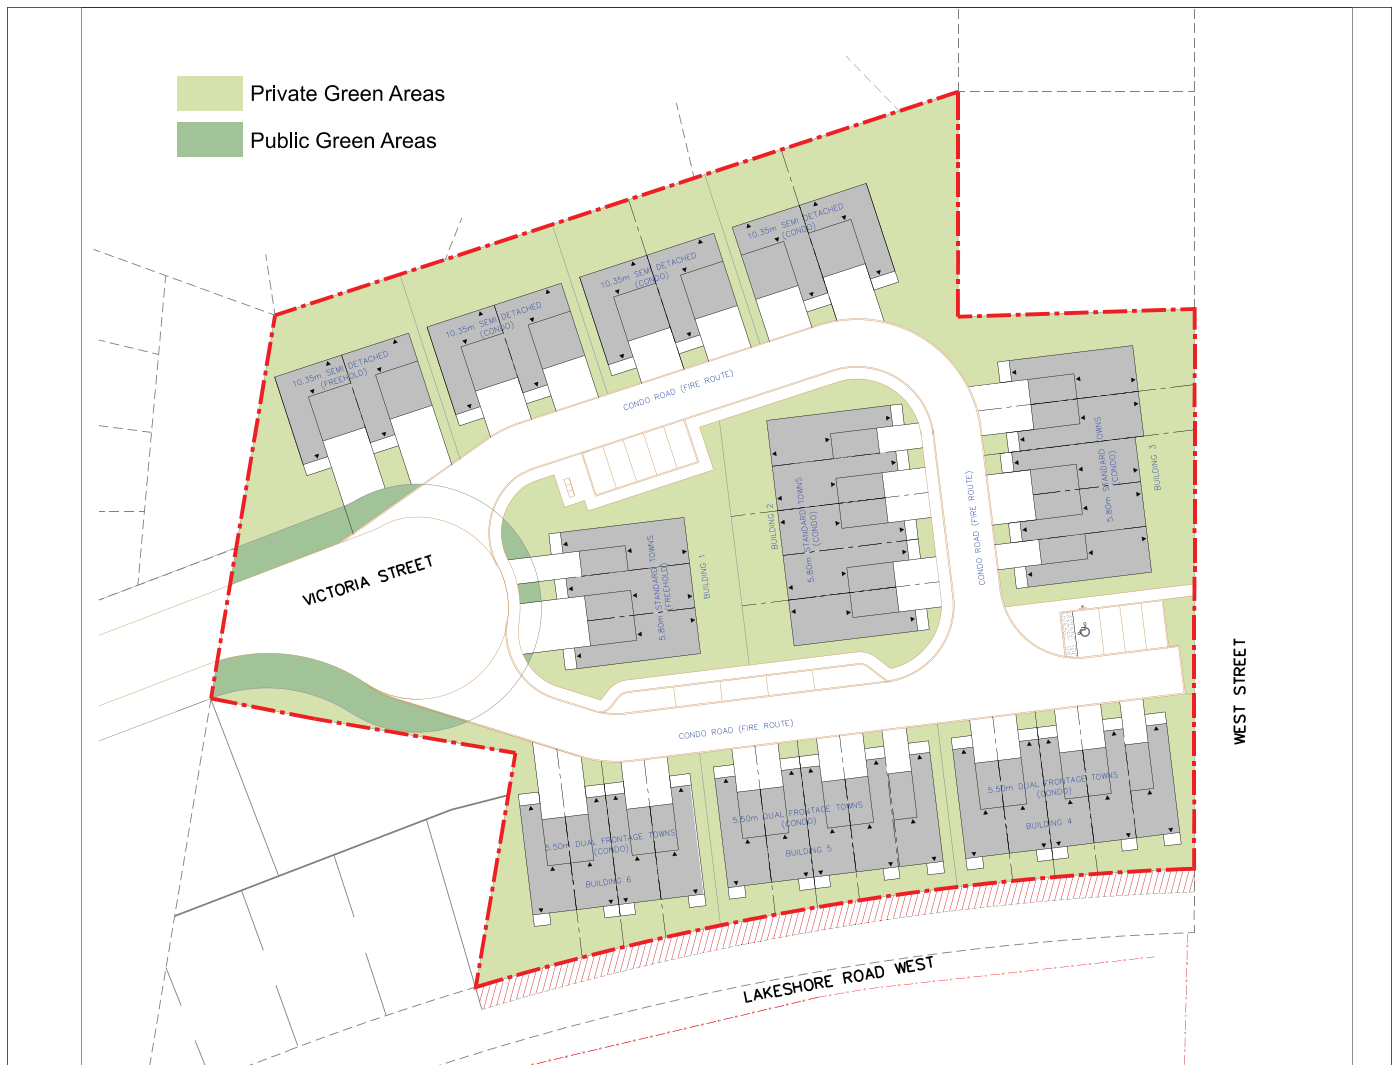 Private Green Areas
Public Green Areas
10.35m SEMI DETACHED
(CONDO)
10.35m SEMI DETACHED
(CONDO)
10.35m SEMI DETACHED
(CONDO)
10.35m SEMI DETACHED
(FREEHOLD)
CONDO ROAD (FIRE ROUTE)
5.80m STANDARD TOWNS
(CONDO)
BUILDING 3
BUILDING 2
5.80m STANDARD TOWNS
(CONDO)
CONDO ROAD (FIRE ROUTE)
VICTORIA STREET
5.80m STANDARD TOWNS
(FREEHOLD)
BUILDING 1
WEST STREET
CONDO ROAD (FIRE ROUTE)
5.50m DUAL FRONTAGE TOWNS
(CONDO)
BUILDING 6
5.50m DUAL FRONTAGE TOWNS
(CONDO)
BUILDING 5
5.50m DUAL FRONTAGE TOWNS
(CONDO)
BUILDING 4
LAKESHORE ROAD WEST